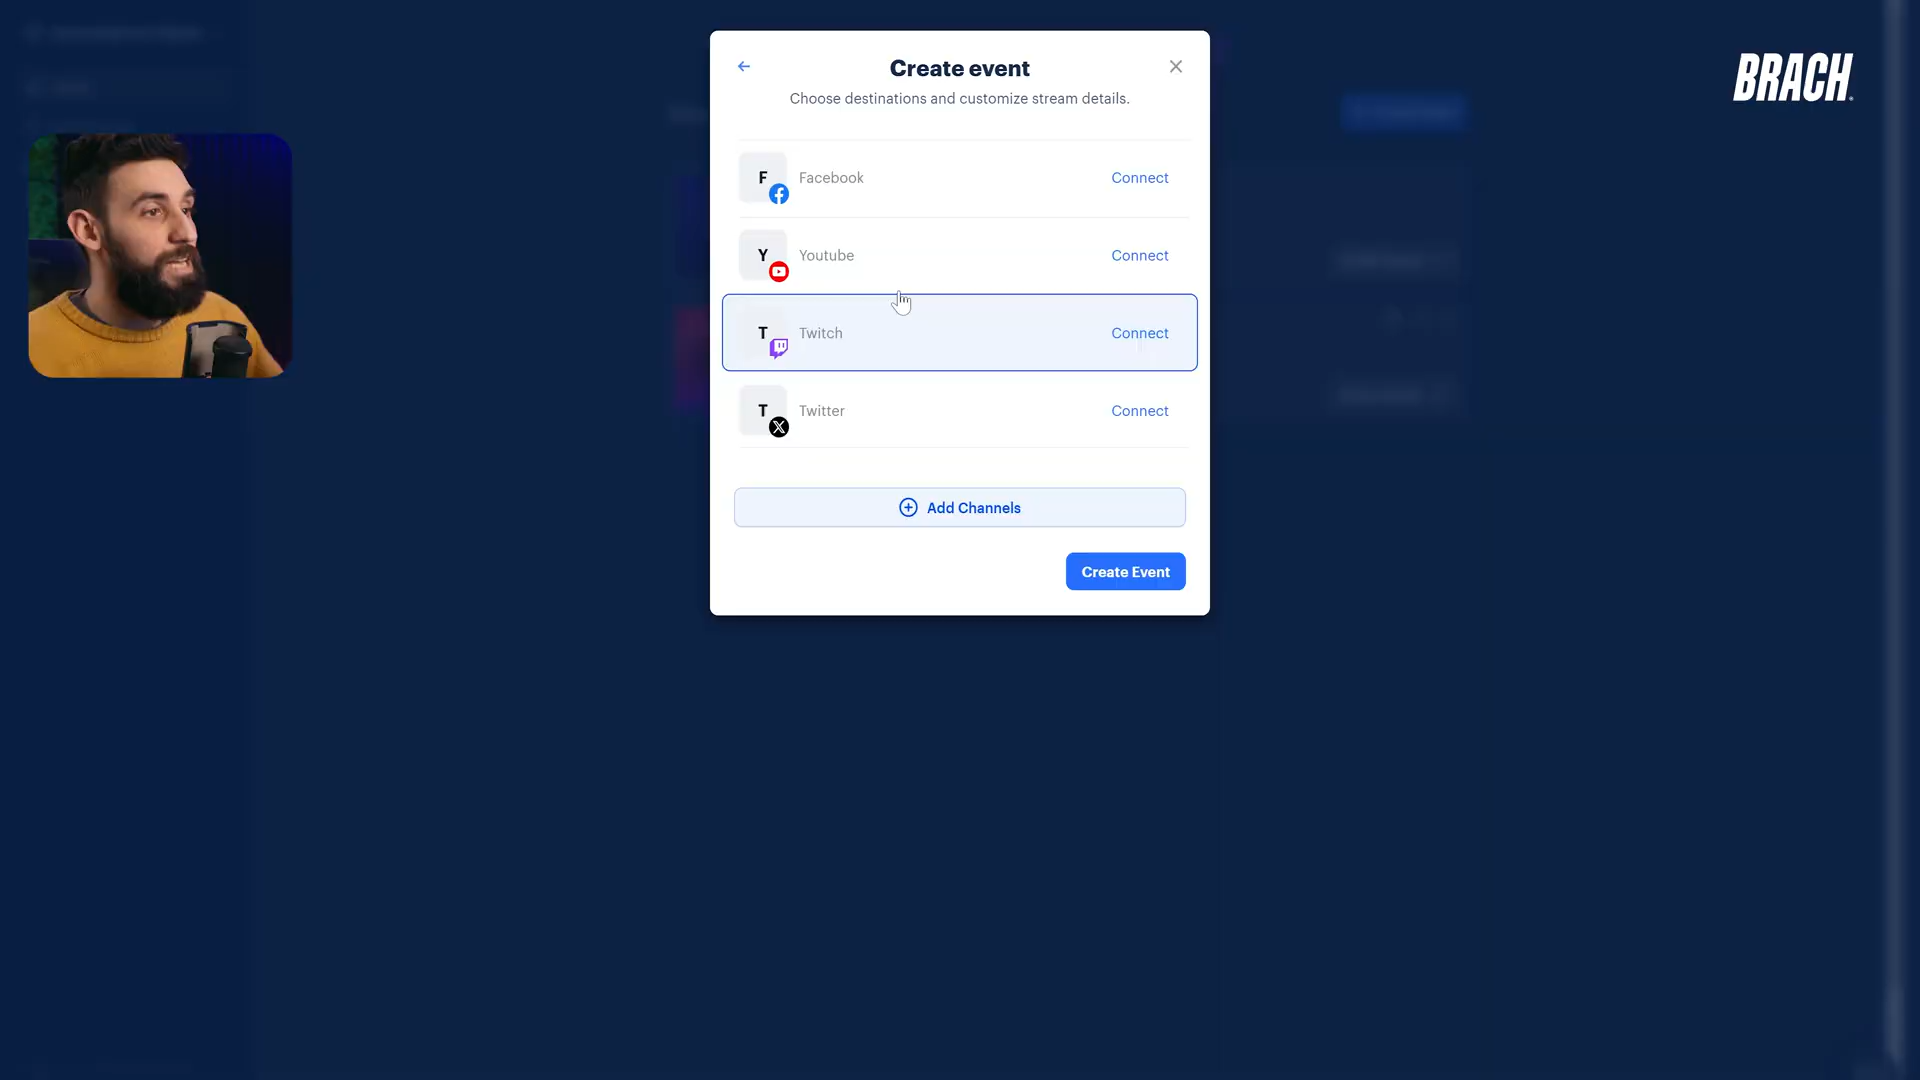 Create event
Choose destinations and customize stream details.
BRACH
F
Facebook
Connect
Y
Youtube
Connect
T
Twitch
Connect
T
Twitter
Connect
Add Channels
Create Event